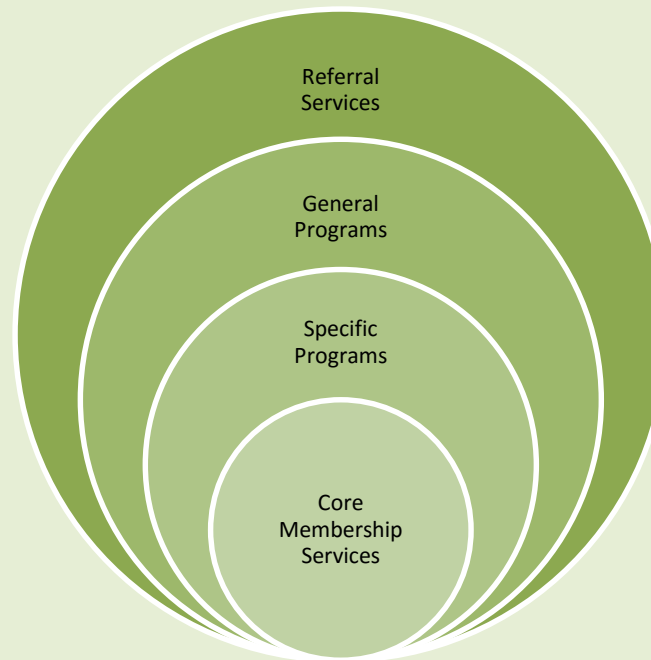 Referral
Services
General
Programs
Specific
Programs
Core
Membership
Services